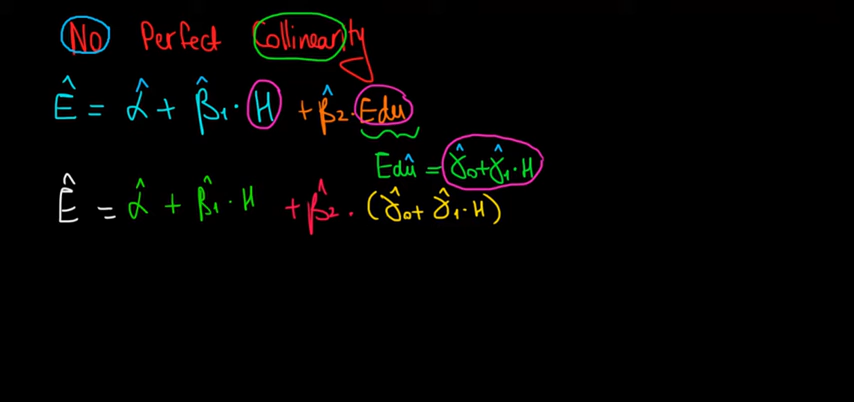 No Perfect Collinearity
Ê = α̂ + β̂₁ · H + β̂₂ · Edu
Edû = γ̂₀ + γ̂₁ · H
Ê = α̂ + β̂₁ · H + β̂₂ · (γ̂₀ + γ̂₁ · H)